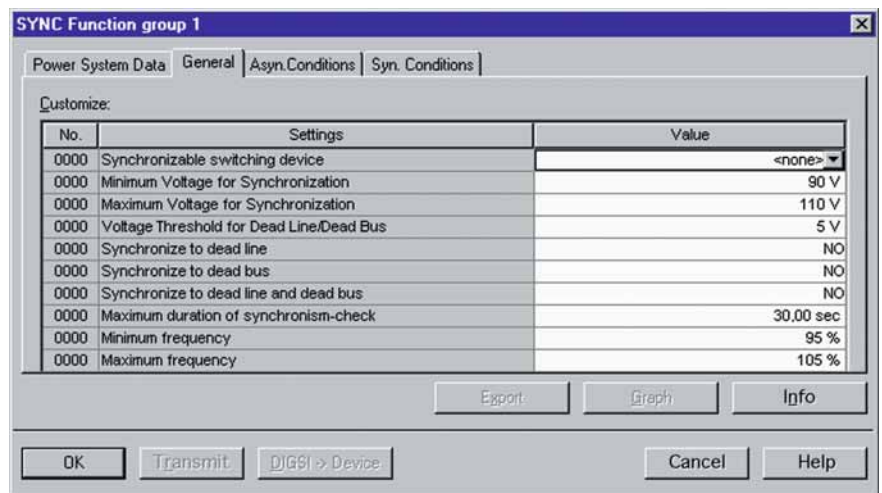 SYNC Function group 1
Power System Data General Asyn.Conditions Syn. Conditions
Customize:
No. Settings Value
0000 Synchronizable switching device <none>
0000 Minimum Voltage for Synchronization 90 V
0000 Maximum Voltage for Synchronization 110 V
0000 Voltage Threshold for Dead Line/Dead Bus 5 V
0000 Synchronize to dead line NO
0000 Synchronize to dead bus NO
0000 Synchronize to dead line and dead bus NO
0000 Maximum duration of synchronism-check 30,00 sec
0000 Minimum frequency 95 %
0000 Maximum frequency 105 %
Export Graph Info
OK Transmit DIGSI -> Device Cancel Help